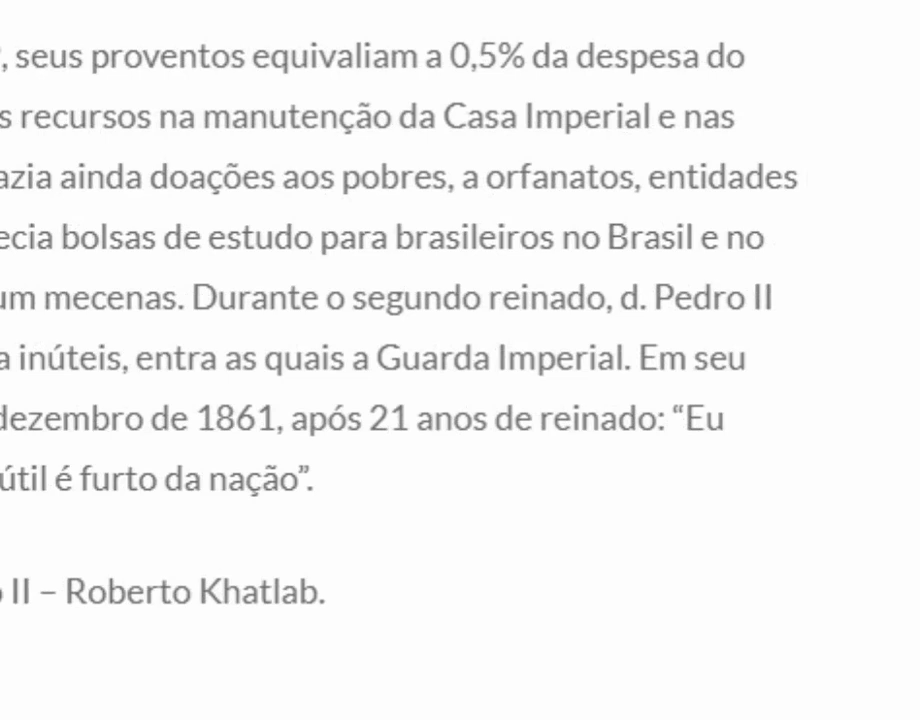 , seus proventos equivaliam a 0,5% da despesa do
s recursos na manutenção da Casa Imperial e nas
azia ainda doações aos pobres, a orfanatos, entidades
ecia bolsas de estudo para brasileiros no Brasil e no
um mecenas. Durante o segundo reinado, d. Pedro II
a inúteis, entra as quais a Guarda Imperial. Em seu
dezembro de 1861, após 21 anos de reinado: “Eu
útil é furto da nação”.
o II – Roberto Khatlab.